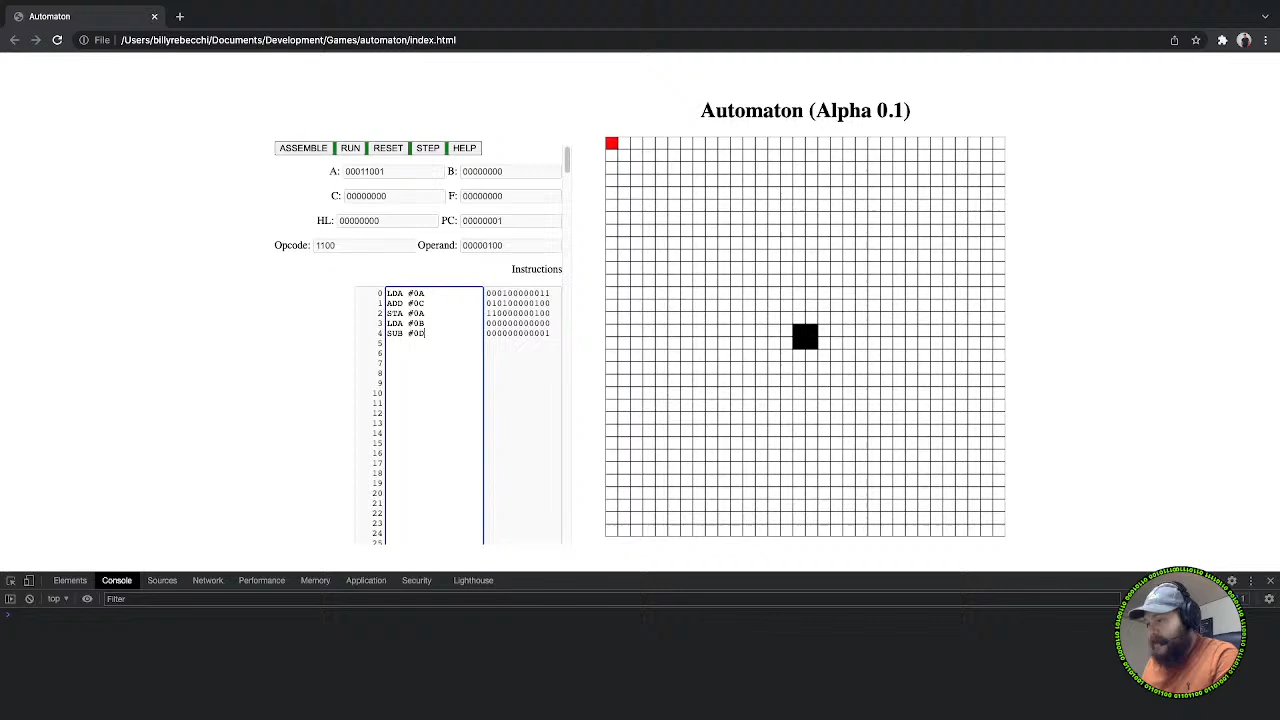 Automaton
File /Users/billyrebecchi/Documents/Development/Games/automaton/index.html
Automaton (Alpha 0.1)
ASSEMBLE RUN RESET STEP HELP
A: 00011001 B: 00000000
C: 00000000 F: 00000000
HL: 00000000 PC: 00000001
Opcode: 1100 Operand: 00000100
Instructions
0 LDA #0A 000100000011
1 ADD #0C 010100000100
2 STA #0A 110000000100
3 LDA #0B 000000000000
4 SUB #0D 000000000001
5
6
7
8
9
10
11
12
13
14
15
16
17
18
19
20
21
22
23
24
25
Elements Console Sources Network Performance Memory Application Security Lighthouse
top Filter 1